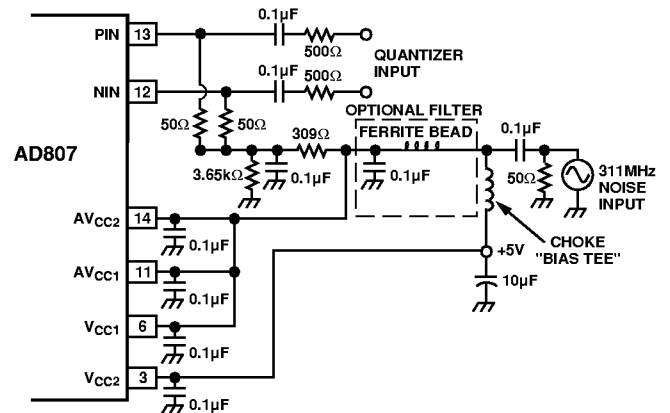 PIN 13
0.1µF
500Ω
QUANTIZER
INPUT
NIN 12
0.1µF 500Ω
OPTIONAL FILTER
FERRITE BEAD
50Ω 50Ω
309Ω
0.1µF
AD807
3.65kΩ
0.1µF
0.1µF
50Ω
311MHz
NOISE
INPUT
AVCC2 14
0.1µF
CHOKE
"BIAS TEE"
+5V
AVCC1 11
0.1µF
10µF
VCC1 6
0.1µF
VCC2 3
0.1µF